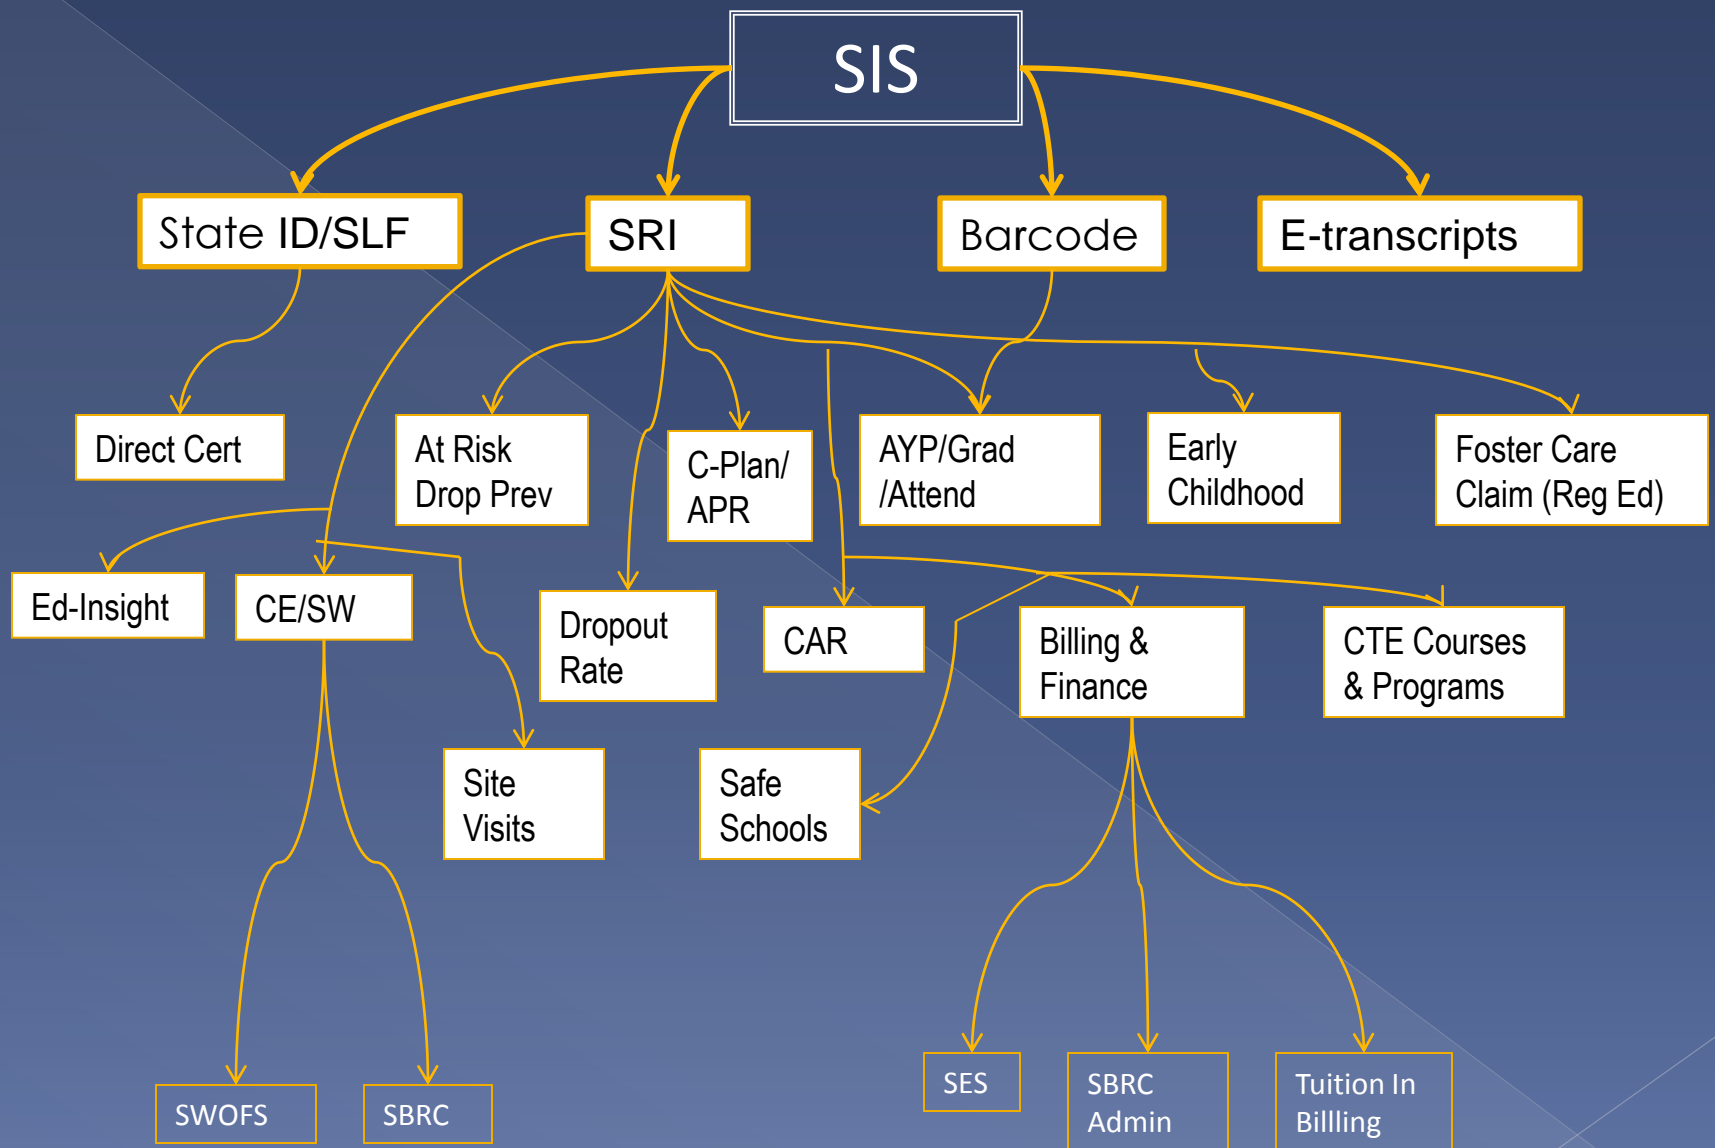 SIS
State ID/SLF
SRI
Barcode
E-transcripts
Direct Cert
At Risk
Drop Prev
C-Plan/
APR
AYP/Grad
/Attend
Early
Childhood
Foster Care
Claim (Reg Ed)
Ed-Insight
CE/SW
Dropout
Rate
CAR
Billing &
Finance
CTE Courses
& Programs
Site
Visits
Safe
Schools
SWOFS
SBRC
SES
SBRC
Admin
Tuition In
Billling